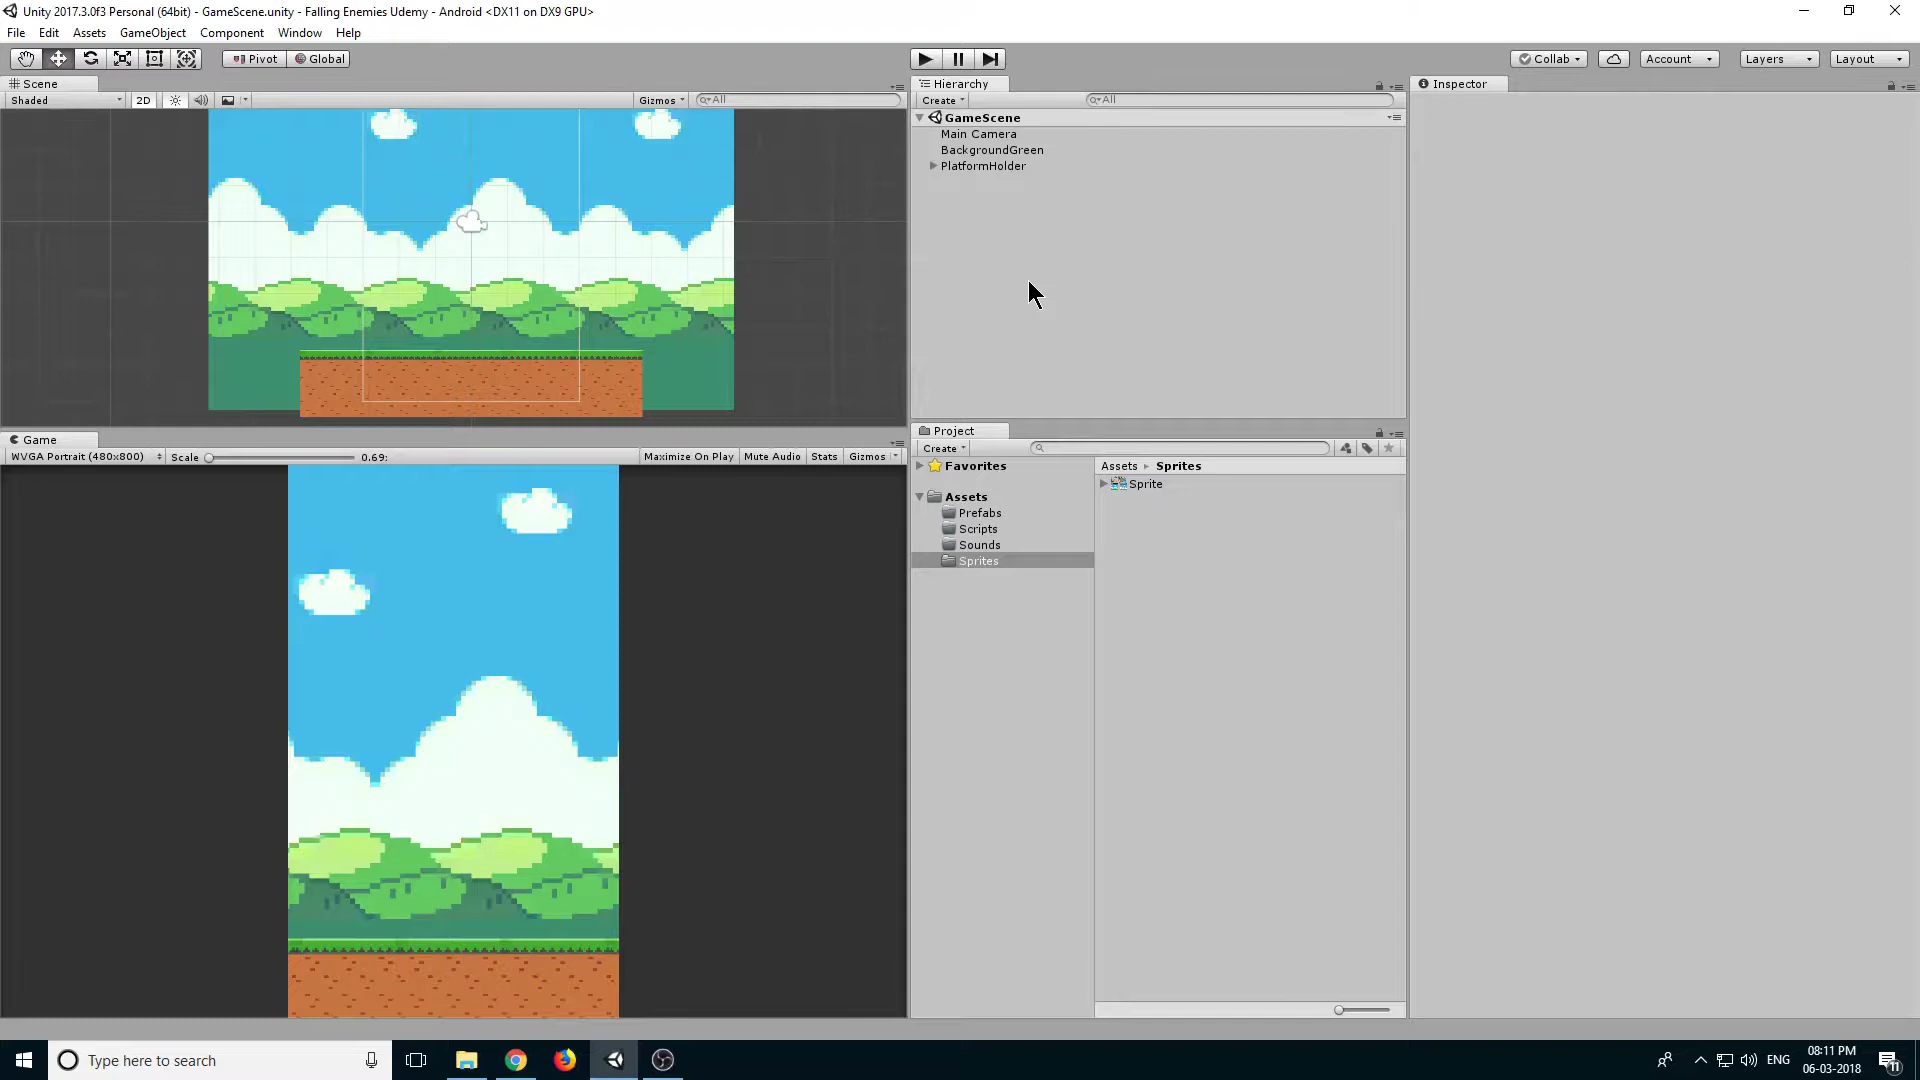 Unity 2017.3.0f3 Personal (64bit) - GameScene.unity - Falling Enemies Udemy - Android <DX11 on DX9 GPU>
File Edit Assets GameObject Component Window Help
Pivot Global
Collab Account Layers Layout
Scene
Shaded 2D Gizmos All
Hierarchy
Create All
GameScene
Main Camera
BackgroundGreen
PlatformHolder
Inspector
Game
WVGA Portrait (480x800) Scale 0.69: Maximize On Play Mute Audio Stats Gizmos
Project
Create
Favorites
Assets
Prefabs
Scripts
Sounds
Sprites
Assets Sprites
Sprite
Type here to search
ENG
08:11 PM
06-03-2018
11